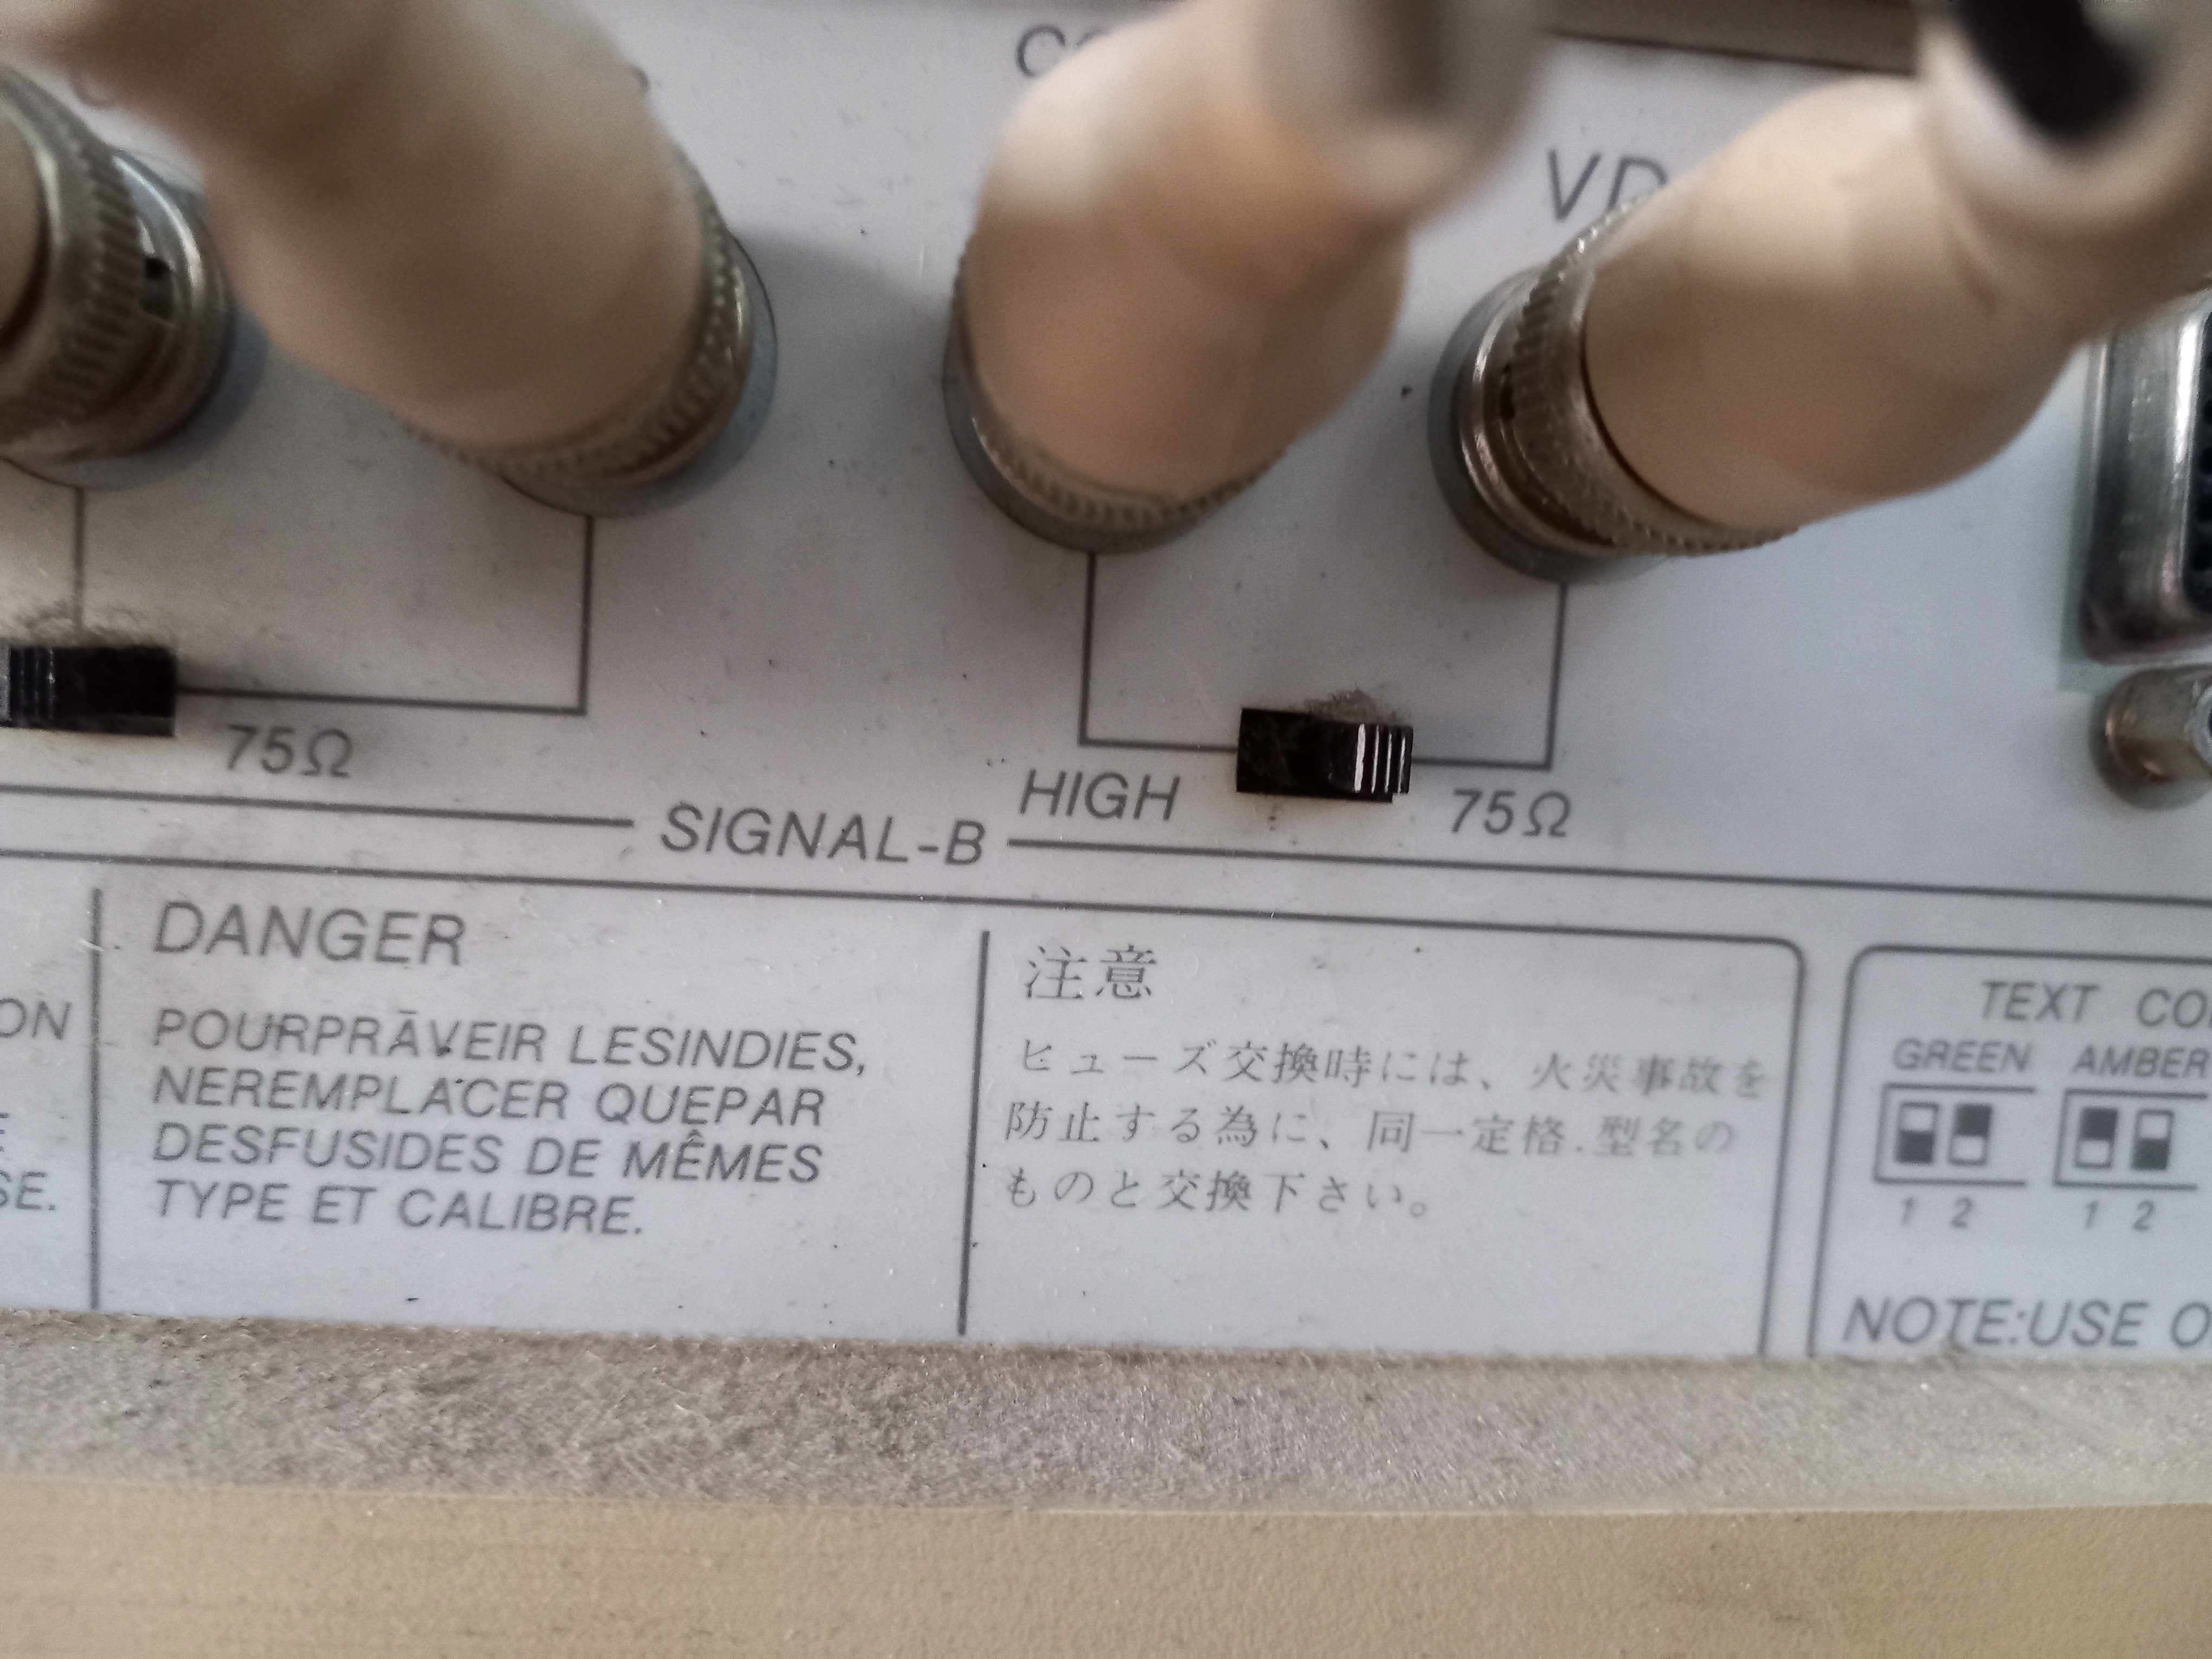 75Ω
HIGH
75Ω
SIGNAL-B
DANGER
POURPRĀVEIR LESINDIES,
NEREMPLACER QUEPAR
DESFUSIDES DE MÊMES
TYPE ET CALIBRE.
注意
ヒューズ交換時には、火災事故を
防止する為に、同一定格.型名の
ものと交換下さい。
TEXT
GREEN AMBER
1 2 1 2
NOTE:USE